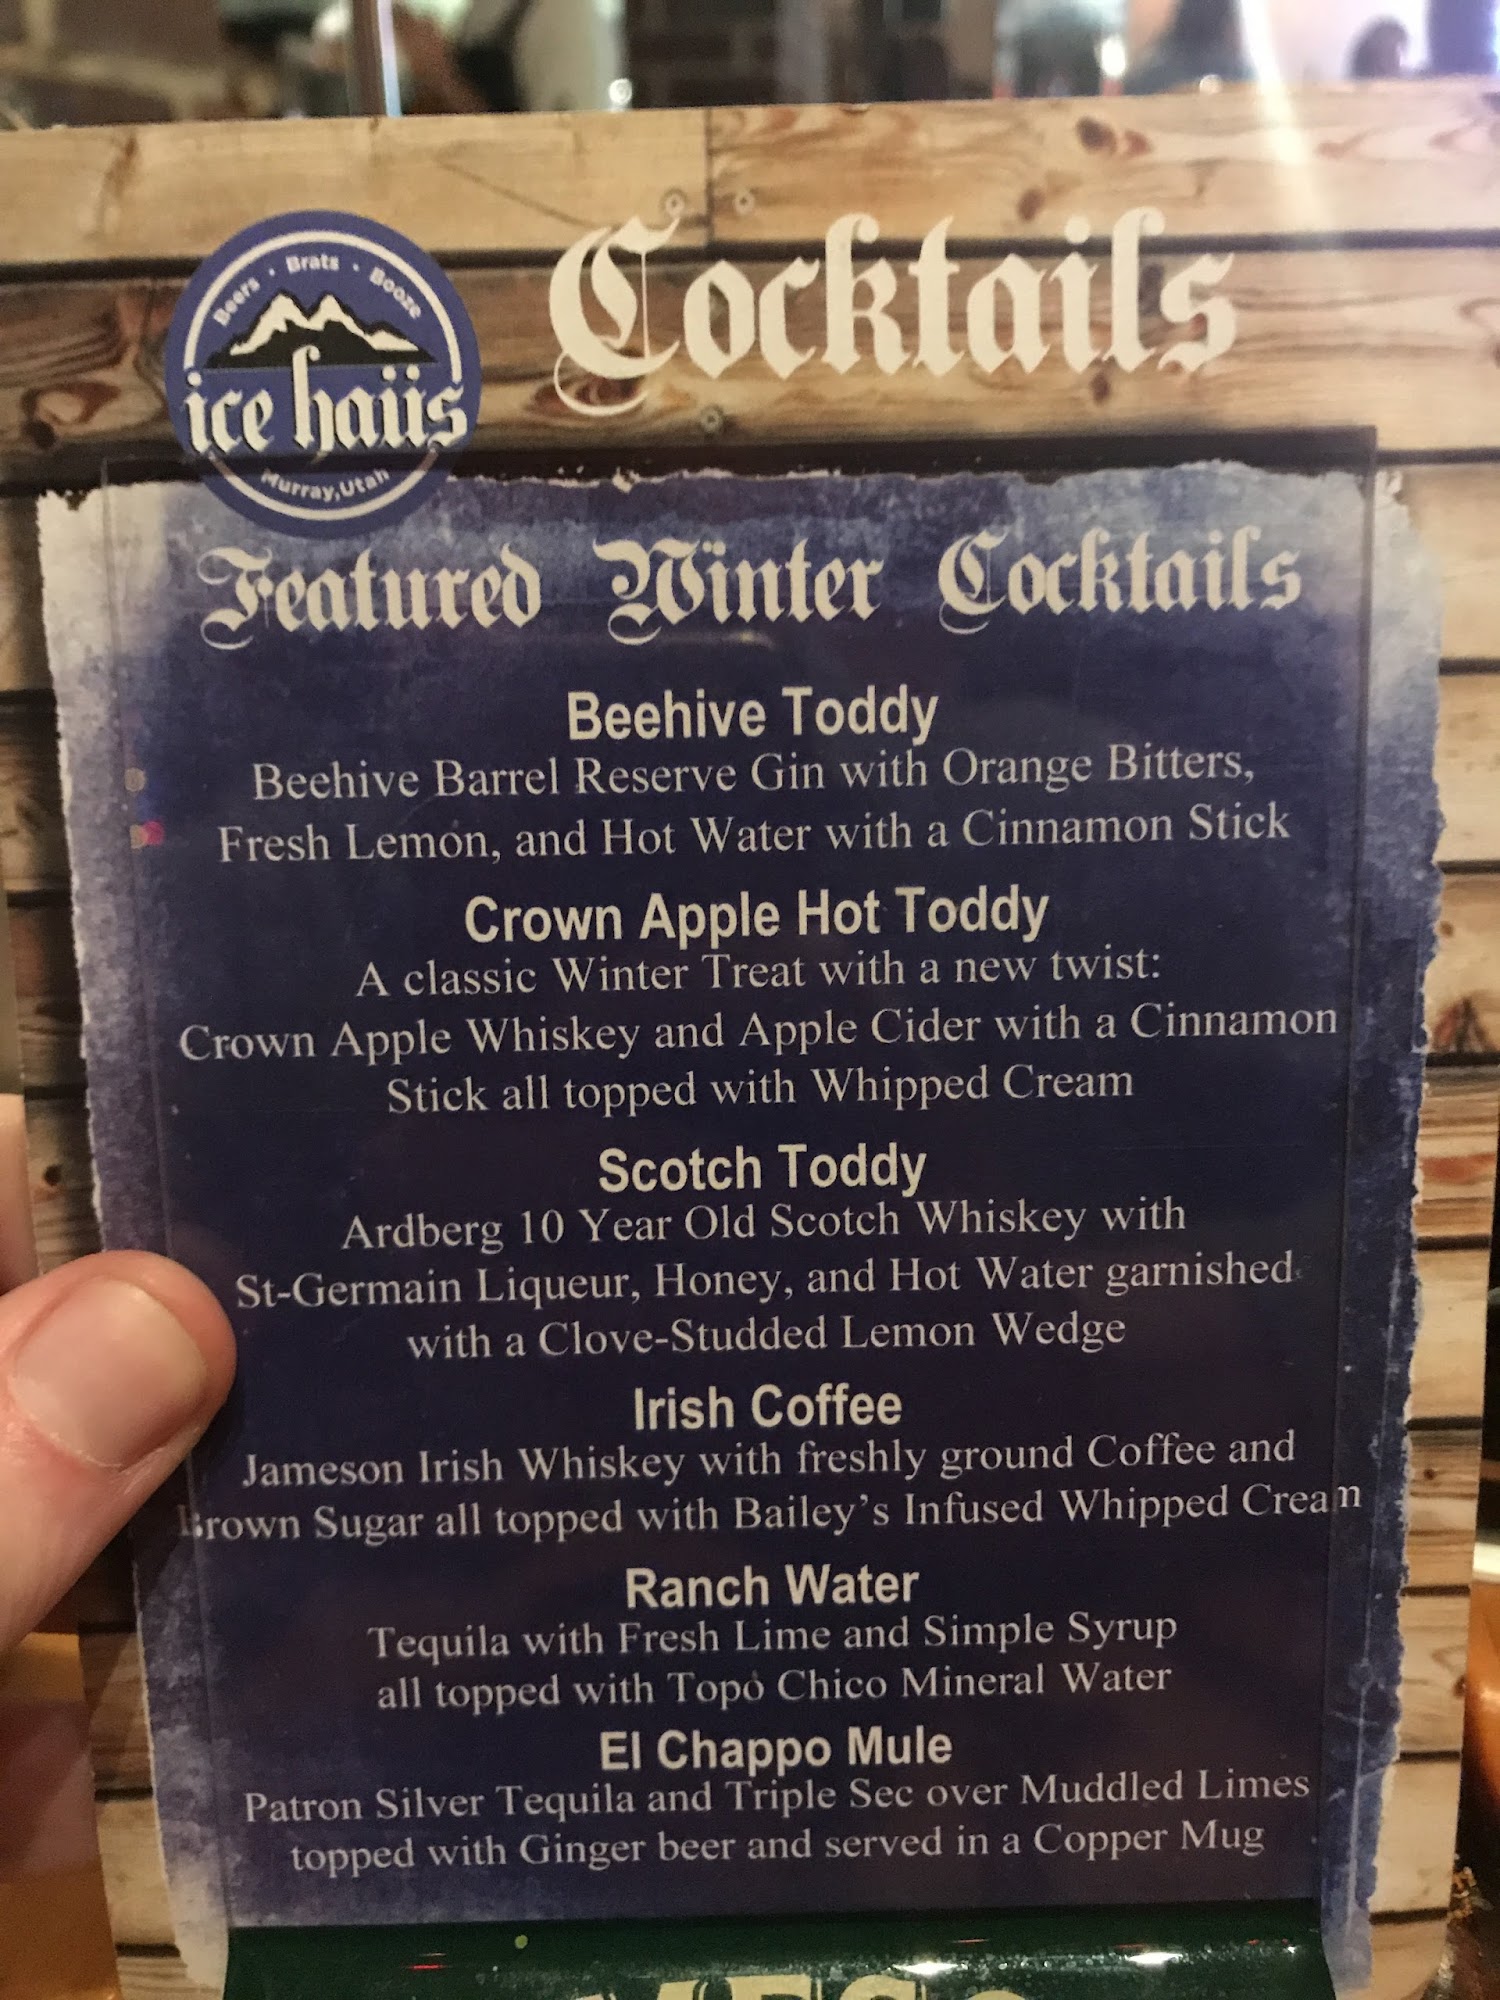 Beers · Brats · Booze
ice haüs
Murray, Utah
Cocktails
Featured Winter Cocktails
Beehive Toddy
Beehive Barrel Reserve Gin with Orange Bitters,
Fresh Lemon, and Hot Water with a Cinnamon Stick
Crown Apple Hot Toddy
A classic Winter Treat with a new twist:
Crown Apple Whiskey and Apple Cider with a Cinnamon
Stick all topped with Whipped Cream
Scotch Toddy
Ardberg 10 Year Old Scotch Whiskey with
St-Germain Liqueur, Honey, and Hot Water garnished
with a Clove-Studded Lemon Wedge
Irish Coffee
Jameson Irish Whiskey with freshly ground Coffee and
Brown Sugar all topped with Bailey's Infused Whipped Cream
Ranch Water
Tequila with Fresh Lime and Simple Syrup
all topped with Topo Chico Mineral Water
El Chappo Mule
Patron Silver Tequila and Triple Sec over Muddled Limes
topped with Ginger beer and served in a Copper Mug